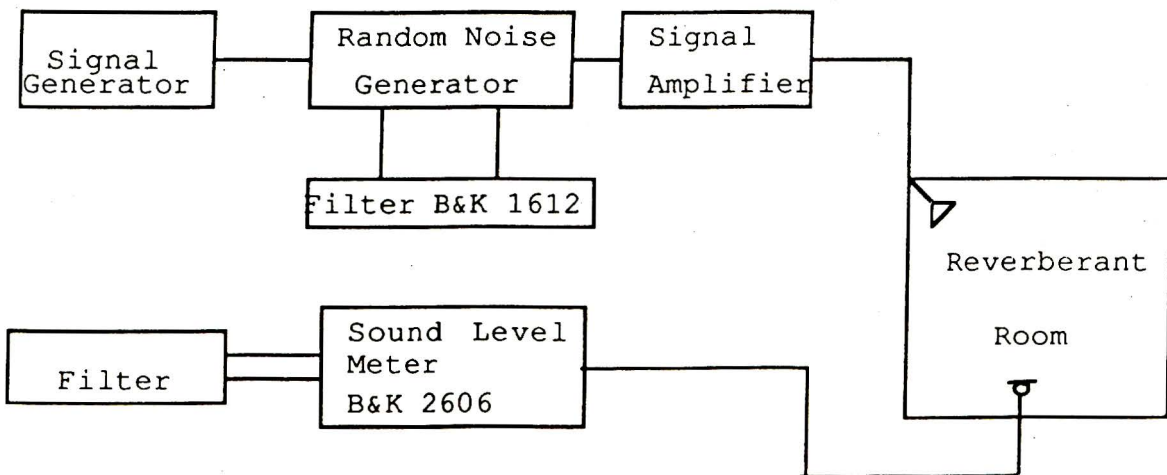 Signal
Generator
Random Noise
Generator
Signal
Amplifier
Filter B&K 1612
Reverberant
Room
Filter
Sound Level
Meter
B&K 2606